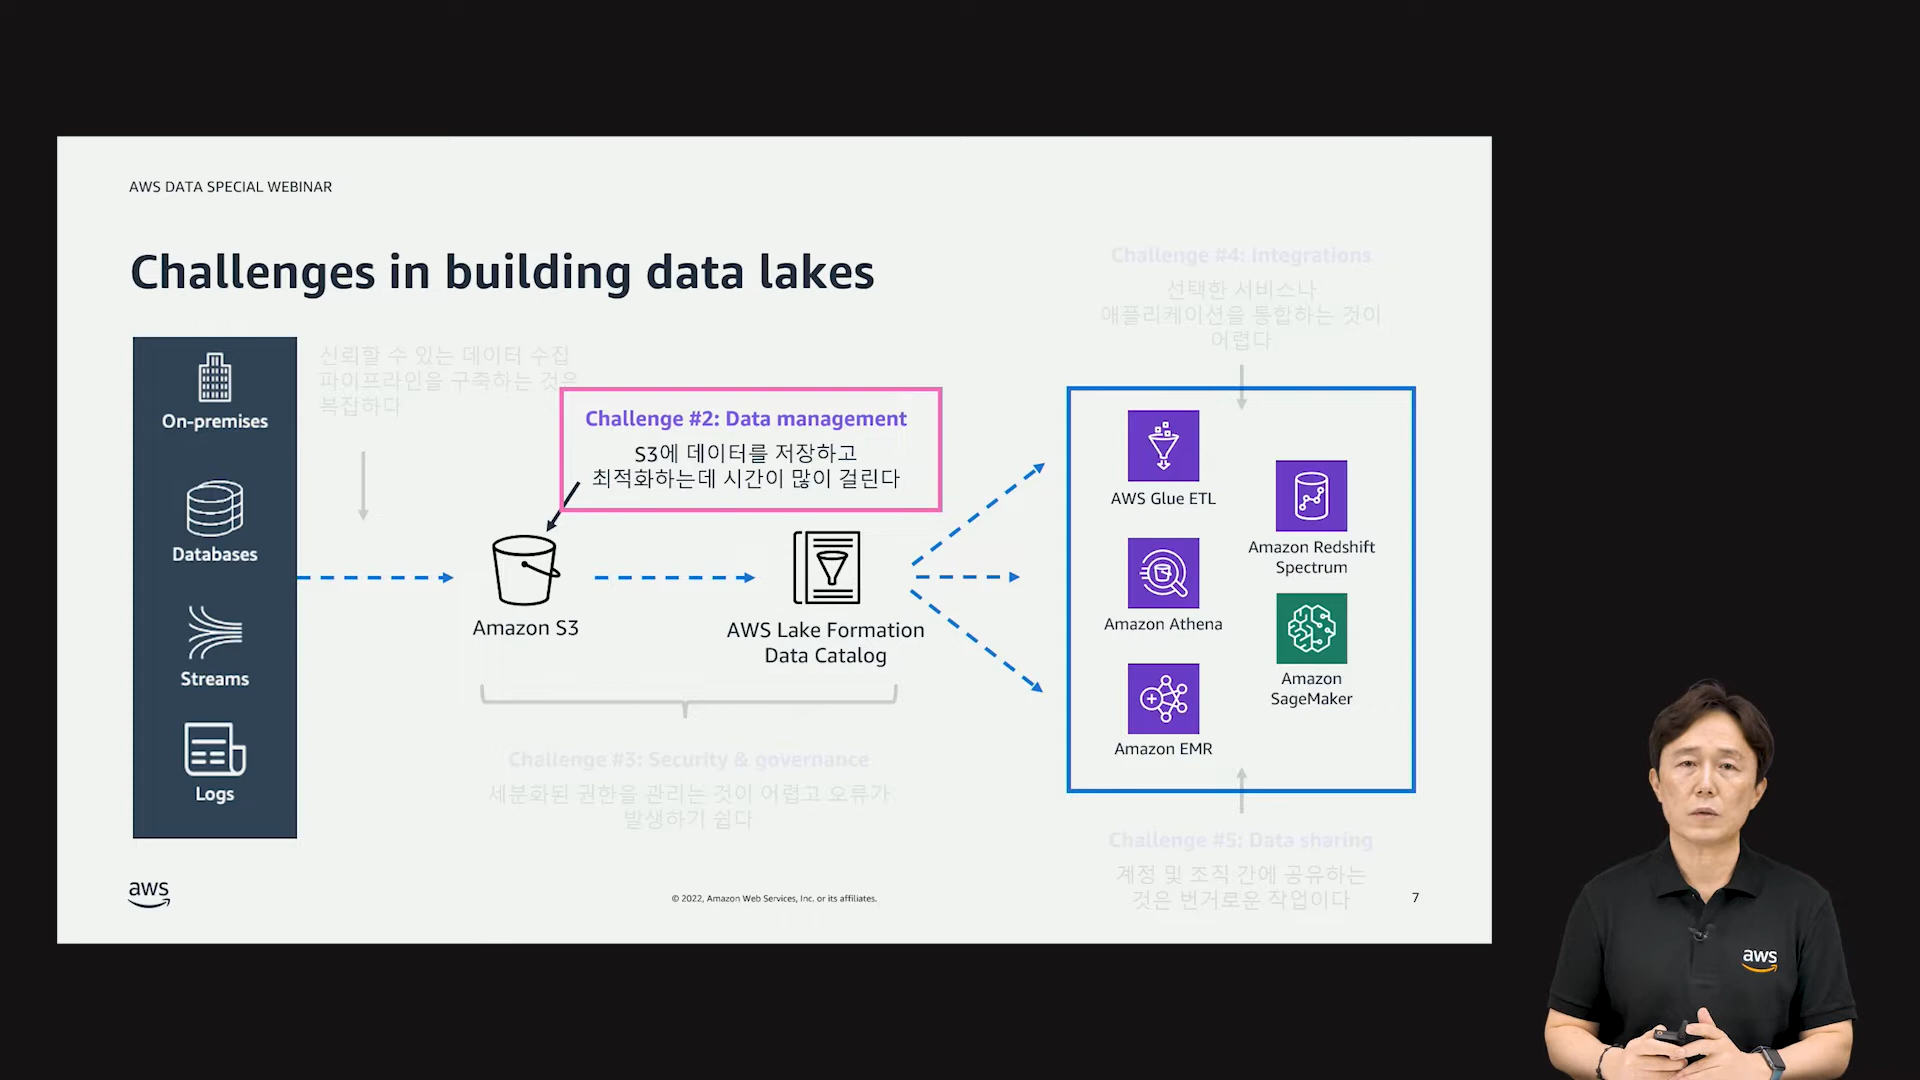 AWS DATA SPECIAL WEBINAR
Challenges in building data lakes
On-premises
Databases
Streams
Logs
신뢰할 수 있는 데이터 수집
파이프라인을 구축하는 것은
복잡하다
Challenge #2: Data management
S3에 데이터를 저장하고
최적화하는데 시간이 많이 걸린다
Amazon S3
AWS Lake Formation
Data Catalog
Challenge #3: Security & governance
세분화된 권한을 관리는 것이 어렵고 오류가
발생하기 쉽다
Challenge #4: Integrations
선택한 서비스나
애플리케이션을 통합하는 것이
어렵다
AWS Glue ETL
Amazon Athena
Amazon EMR
Amazon Redshift
Spectrum
Amazon
SageMaker
Challenge #5: Data sharing
계정 및 조직 간에 공유하는
것은 번거로운 작업이다
aws
© 2022, Amazon Web Services, Inc. or its affiliates.
7
aws